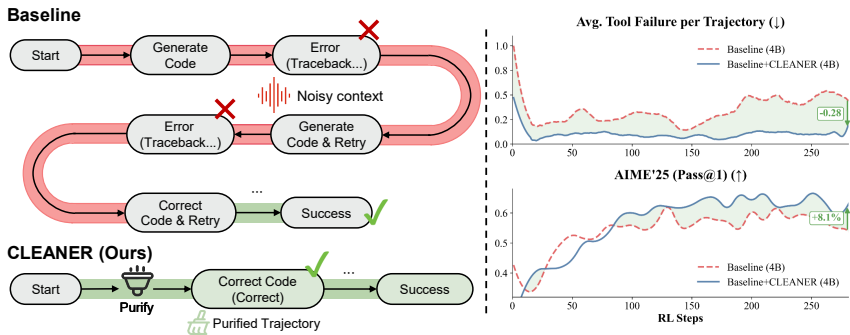 Baseline
Start
Generate
Code
Error
(Traceback...)
Noisy context
Error
(Traceback...)
Generate
Code & Retry
Correct
Code & Retry
...
Success
CLEANER (Ours)
Start
Purify
Correct Code
(Correct)
...
Success
Purified Trajectory
Avg. Tool Failure per Trajectory (↓)
1.0
0.8
0.5
0.2
0.0
Baseline (4B)
Baseline+CLEANER (4B)
-0.28
0 50 100 150 200 250
AIME'25 (Pass@1) (↑)
0.6
0.5
0.4
+8.1%
Baseline (4B)
Baseline+CLEANER (4B)
0 50 100 150 200 250
RL Steps